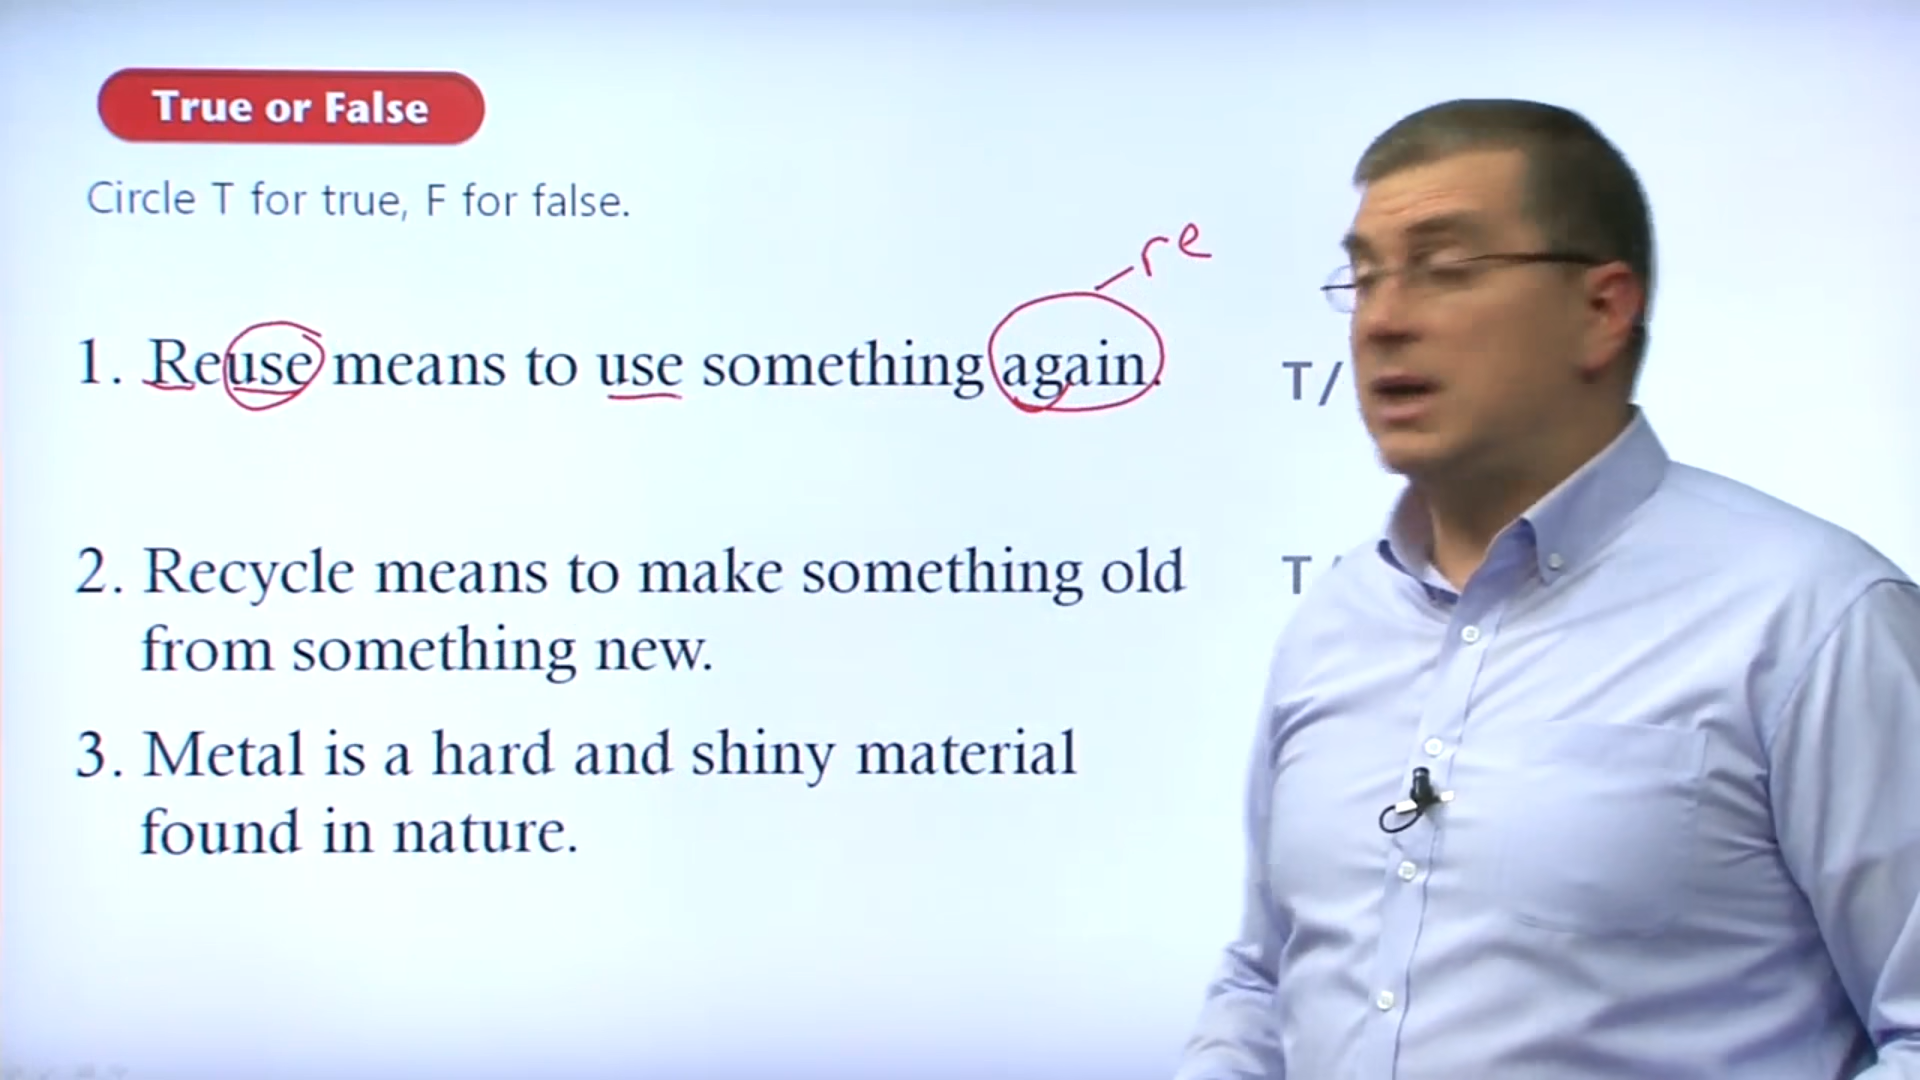 True or False
Circle T for true, F for false.
re
1. Reuse means to use something again. T/
2. Recycle means to make something old T/
from something new.
3. Metal is a hard and shiny material
found in nature.